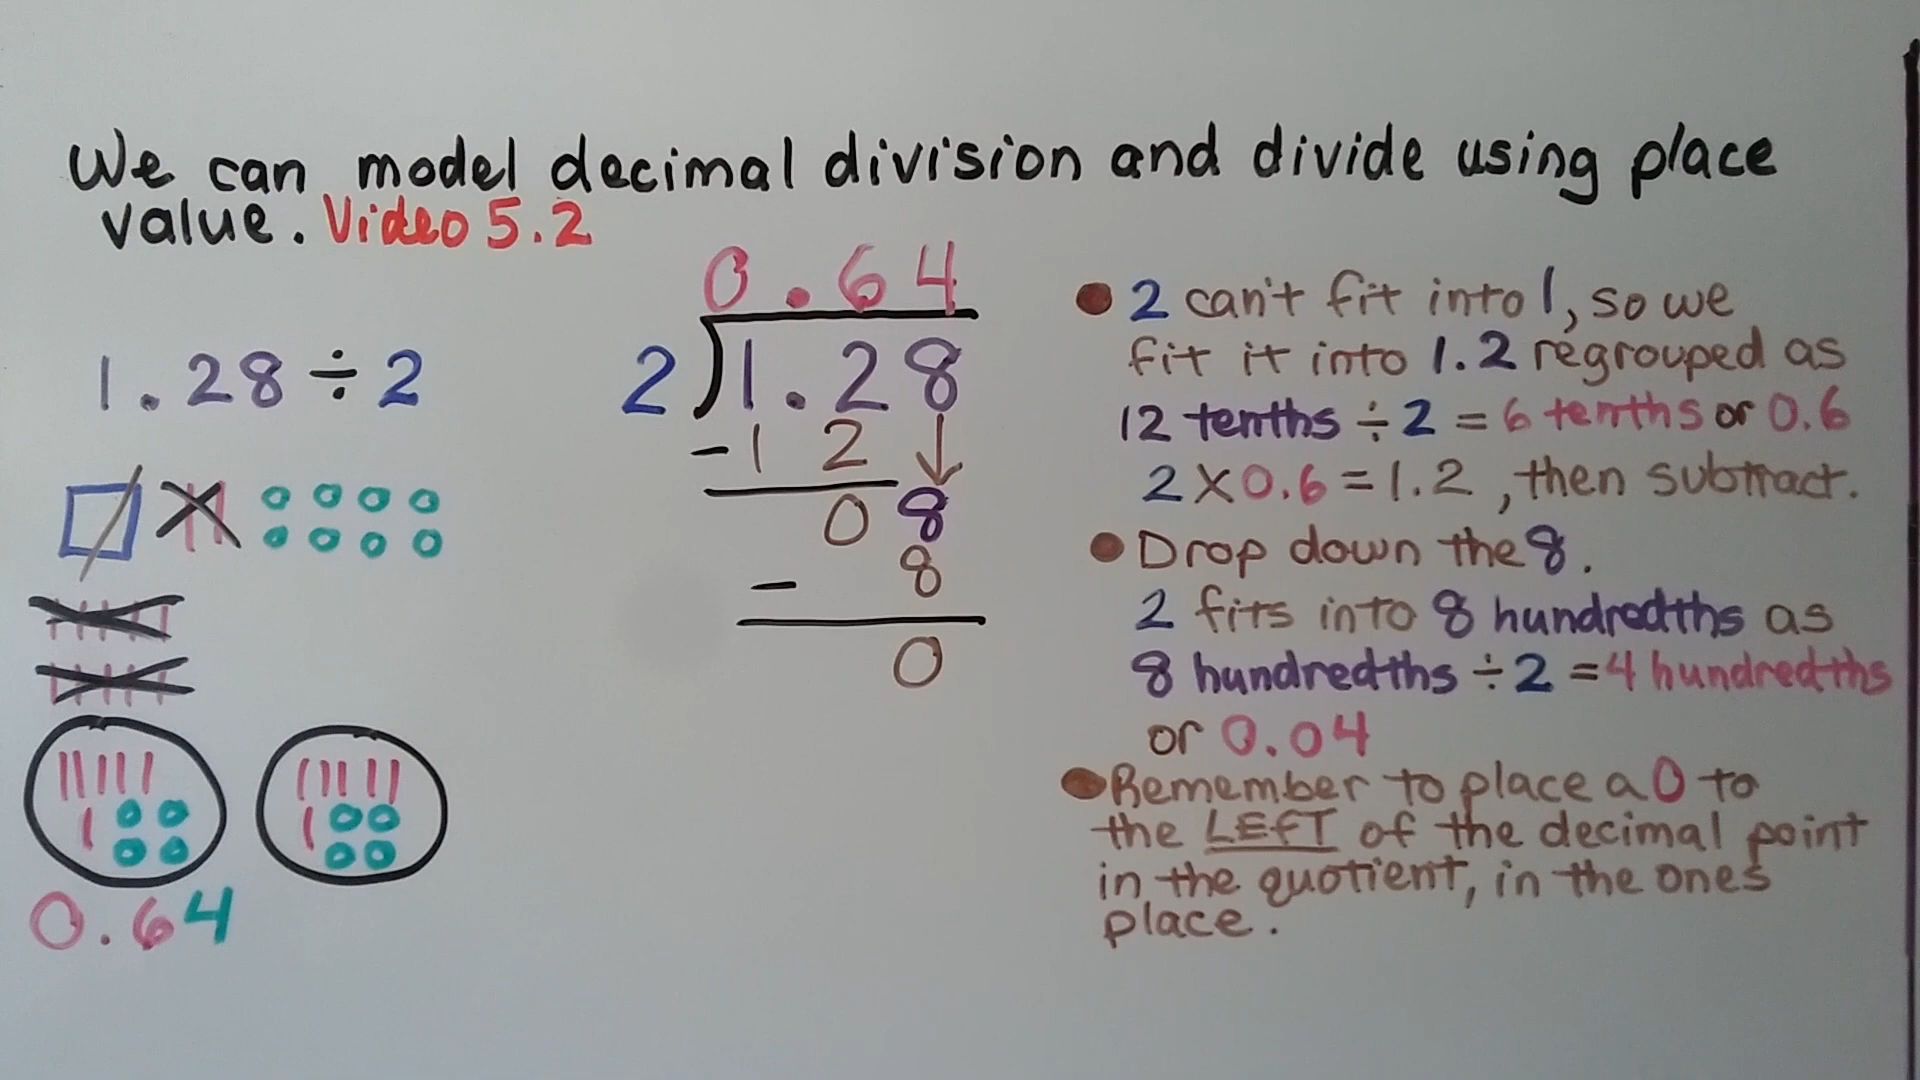 We can model decimal division and divide using place
value. Video 5.2
1.28 ÷ 2
0.64
0.64
2)1.28
-1 2
0 8
- 8
0
2 can't fit into 1, so we
fit it into 1.2 regrouped as
12 tenths ÷ 2 = 6 tenths or 0.6
2 X 0.6 = 1.2, then subtract.
Drop down the 8.
2 fits into 8 hundredths as
8 hundredths ÷ 2 = 4 hundredths
or 0.04
Remember to place a 0 to
the LEFT of the decimal point
in the quotient, in the ones
place.